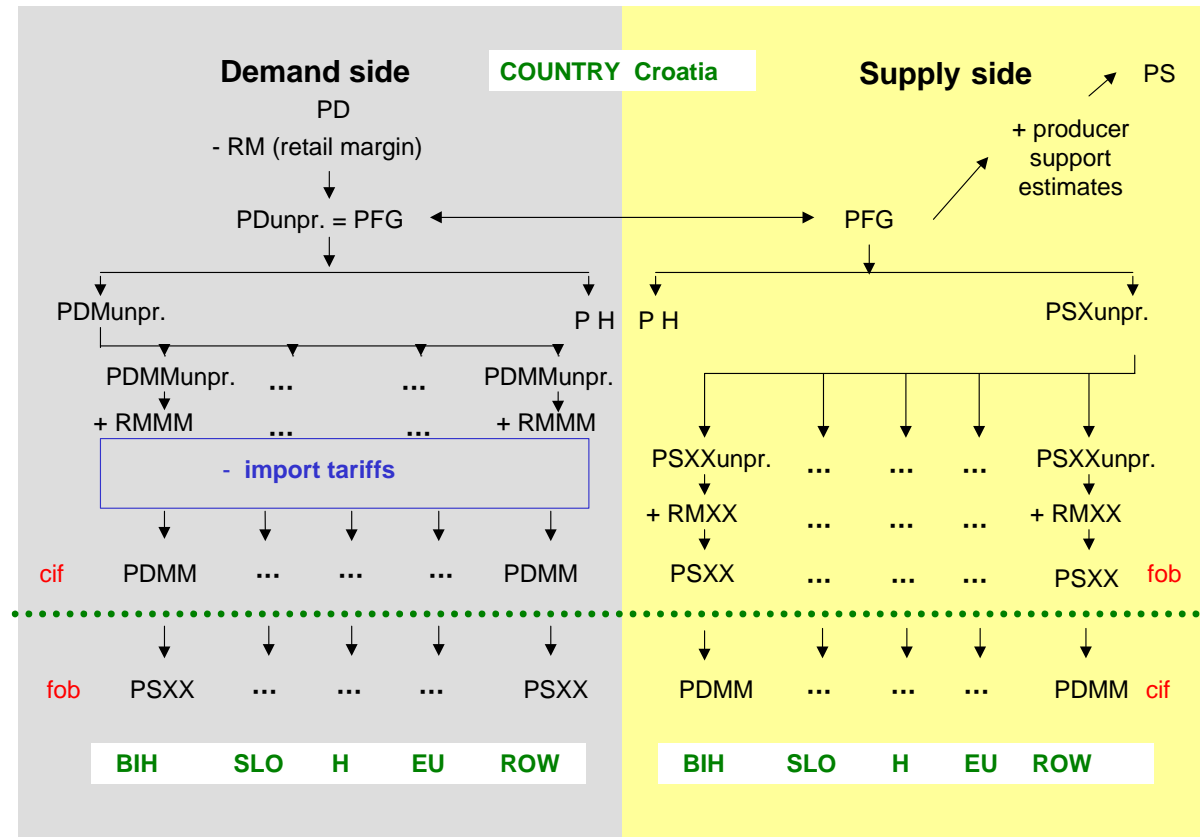 Demand side
COUNTRY Croatia
Supply side
PS
PD
- RM (retail margin)
+ producer
support
estimates
PDunpr. = PFG
PFG
PDMunpr.
P H
P H
PSXunpr.
PDMMunpr.
...
...
PDMMunpr.
+ RMMM
...
...
+ RMMM
- import tariffs
PSXXunpr.
...
...
...
PSXXunpr.
+ RMXX
...
...
...
+ RMXX
cif
PDMM
...
...
...
PDMM
PSXX
...
...
...
PSXX
fob
fob
PSXX
...
...
...
PSXX
PDMM
...
...
...
PDMM
cif
BIH SLO H EU ROW
BIH SLO H EU ROW